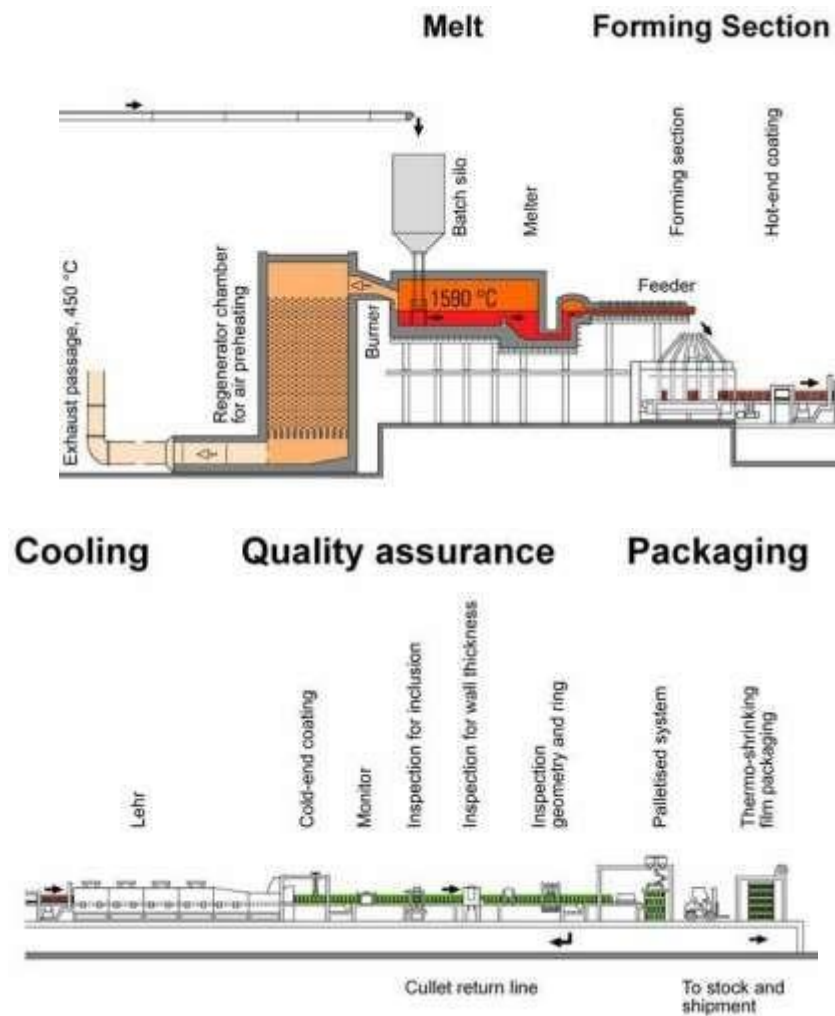 Melt
Forming Section
Exhaust passage, 450 °C
Regenerator chamber
for air preheating
Burner
Batch silo
1590 °C
Melter
Feeder
Forming section
Hot-end coating
Cooling
Quality assurance
Packaging
Lehr
Cold-end coating
Monitor
Inspection for inclusion
Inspection for wall thickness
Inspection
geometry and ring
Palletised system
Thermo-shrinking
film packaging
Cullet return line
To stock and
shipment